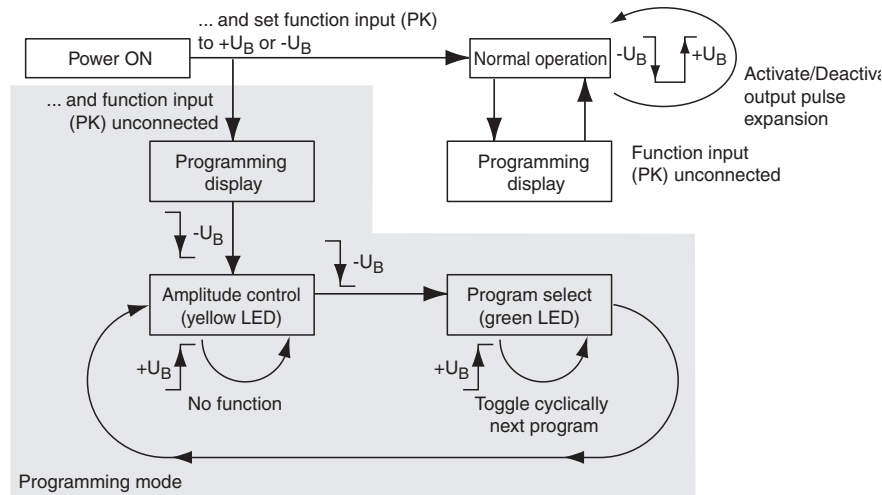 ... and set function input (PK)
to +UB or -UB
Power ON
Normal operation
-UB
+UB
Activate/Deactiva
output pulse
expansion
... and function input
(PK) unconnected
Programming
display
Programming
display
Function input
(PK) unconnected
-UB
-UB
Amplitude control
(yellow LED)
Program select
(green LED)
+UB
No function
+UB
Toggle cyclically
next program
Programming mode